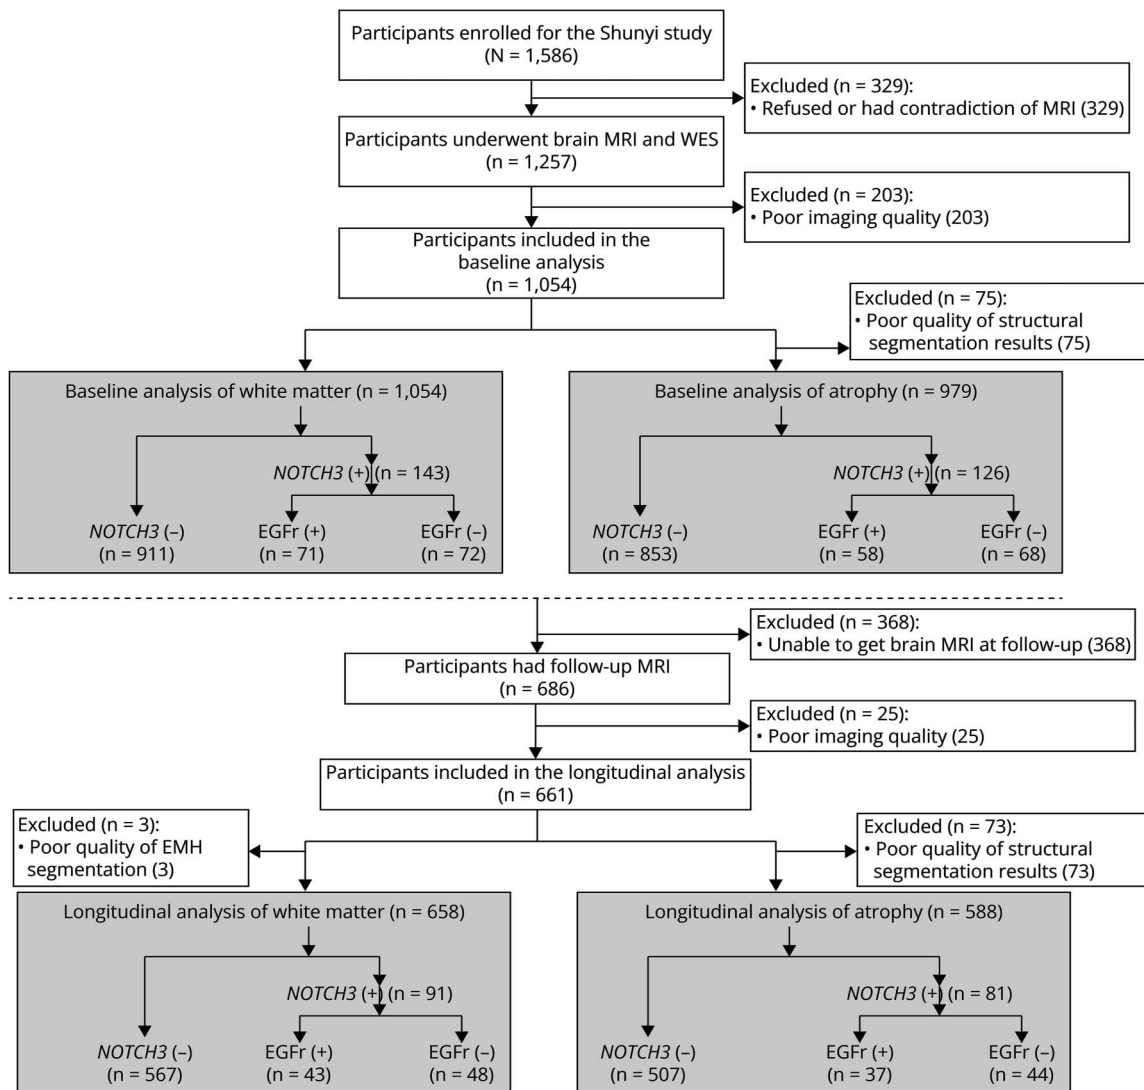 Participants enrolled for the Shunyi study
(N = 1,586)
Excluded (n = 329):
• Refused or had contradiction of MRI (329)
Participants underwent brain MRI and WES
(n = 1,257)
Excluded (n = 203):
• Poor imaging quality (203)
Participants included in the
baseline analysis
(n = 1,054)
Excluded (n = 75):
• Poor quality of structural
segmentation results (75)
Baseline analysis of white matter (n = 1,054)
NOTCH3 (+) (n = 143)
NOTCH3 (–)
(n = 911)
EGFr (+)
(n = 71)
EGFr (–)
(n = 72)
Baseline analysis of atrophy (n = 979)
NOTCH3 (+) (n = 126)
NOTCH3 (–)
(n = 853)
EGFr (+)
(n = 58)
EGFr (–)
(n = 68)
Excluded (n = 368):
• Unable to get brain MRI at follow-up (368)
Participants had follow-up MRI
(n = 686)
Excluded (n = 25):
• Poor imaging quality (25)
Participants included in the longitudinal analysis
(n = 661)
Excluded (n = 3):
• Poor quality of EMH
segmentation (3)
Excluded (n = 73):
• Poor quality of structural
segmentation results (73)
Longitudinal analysis of white matter (n = 658)
NOTCH3 (+) (n = 91)
NOTCH3 (–)
(n = 567)
EGFr (+)
(n = 43)
EGFr (–)
(n = 48)
Longitudinal analysis of atrophy (n = 588)
NOTCH3 (+) (n = 81)
NOTCH3 (–)
(n = 507)
EGFr (+)
(n = 37)
EGFr (–)
(n = 44)